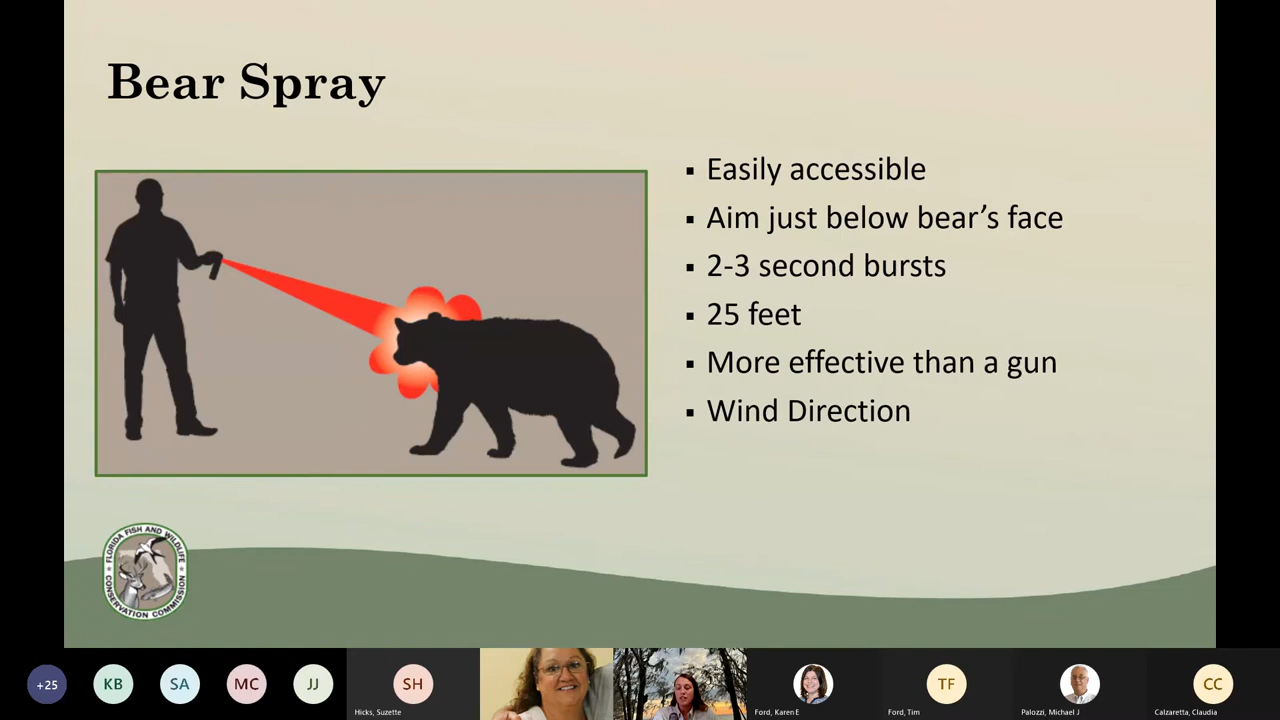 Bear Spray
Easily accessible
Aim just below bear’s face
2-3 second bursts
25 feet
More effective than a gun
Wind Direction
FLORIDA FISH AND WILDLIFE
CONSERVATION COMMISSION
+25
KB
SA
MC
JJ
SH
TF
CC
Hicks, Suzette
Ford, Karen E
Ford, Tim
Palozzi, Michael J
Calzaretta, Claudia